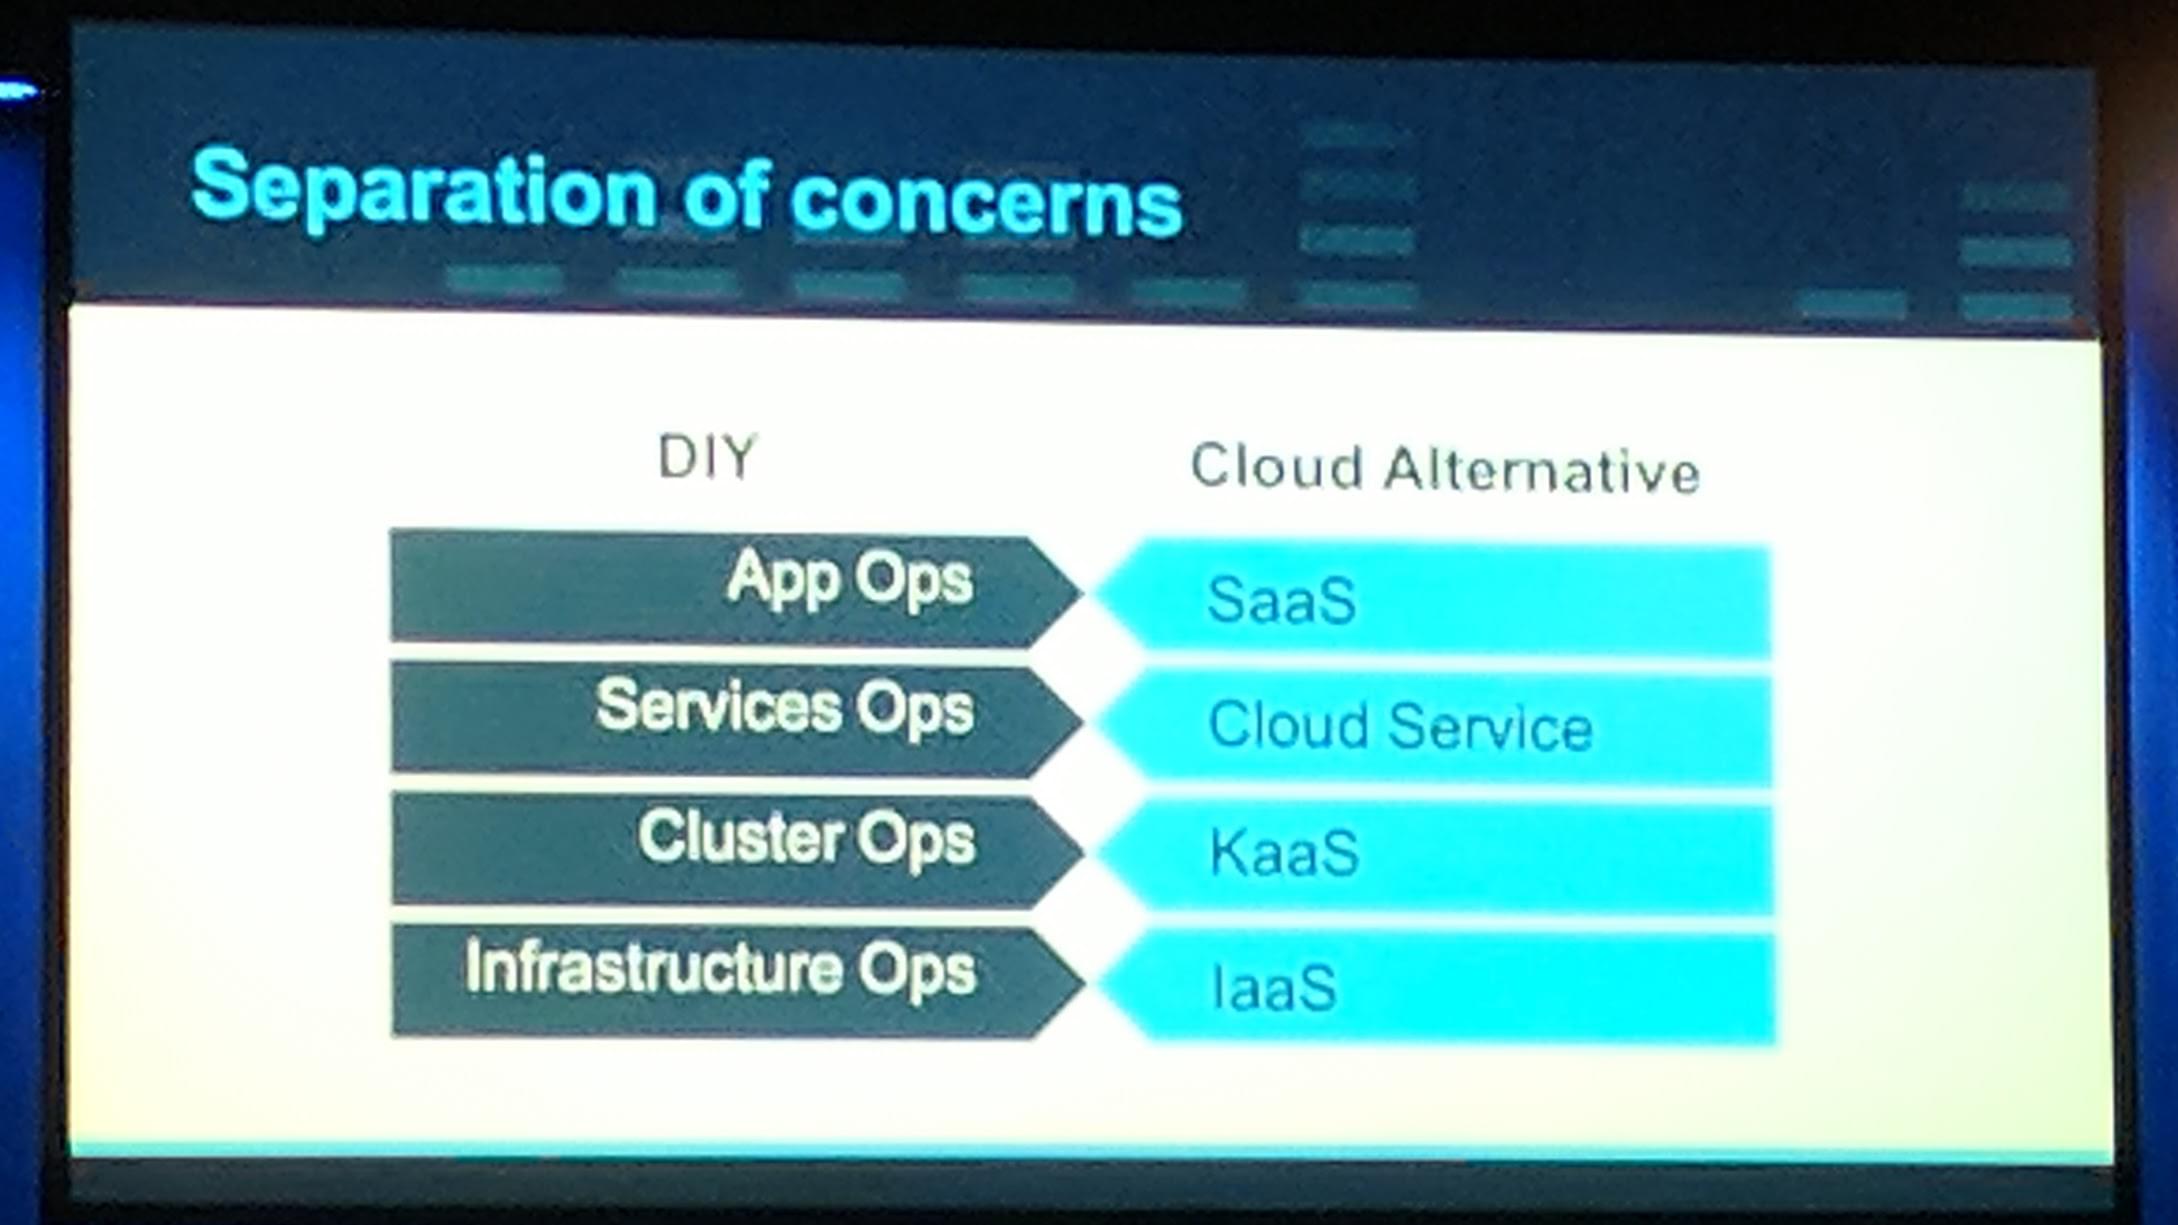 Separation of concerns
DIY
Cloud Alternative
App Ops
SaaS
Services Ops
Cloud Service
Cluster Ops
KaaS
Infrastructure Ops
IaaS